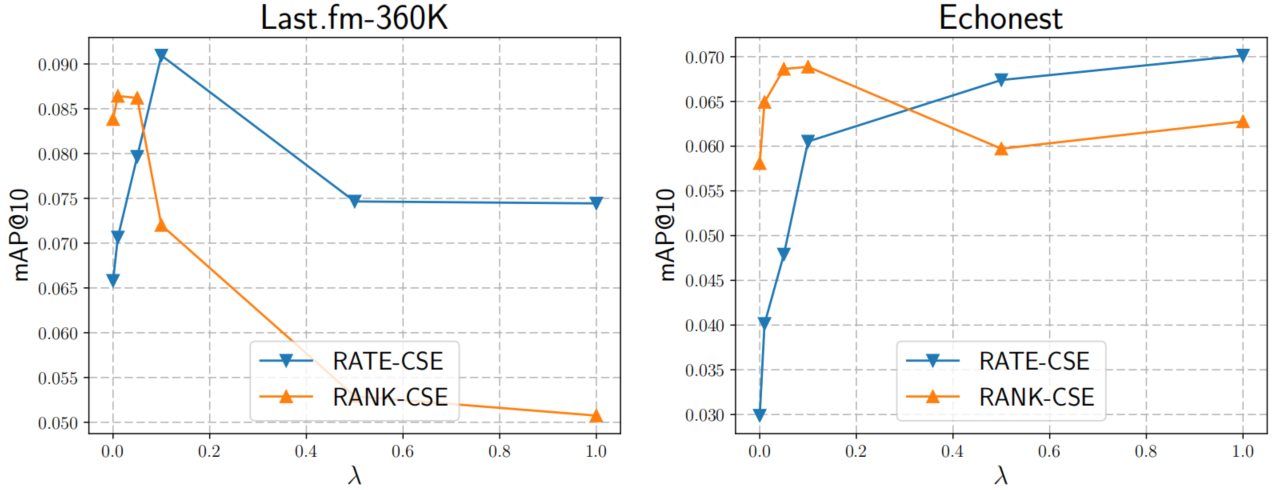 Last.fm-360K
mAP@10
0.090
0.085
0.080
0.075
0.070
0.065
0.060
0.055
0.050
RATE-CSE
RANK-CSE
0.0 0.2 0.4 0.6 0.8 1.0
λ
Echonest
mAP@10
0.070
0.065
0.060
0.055
0.050
0.045
0.040
0.035
0.030
RATE-CSE
RANK-CSE
0.0 0.2 0.4 0.6 0.8 1.0
λ